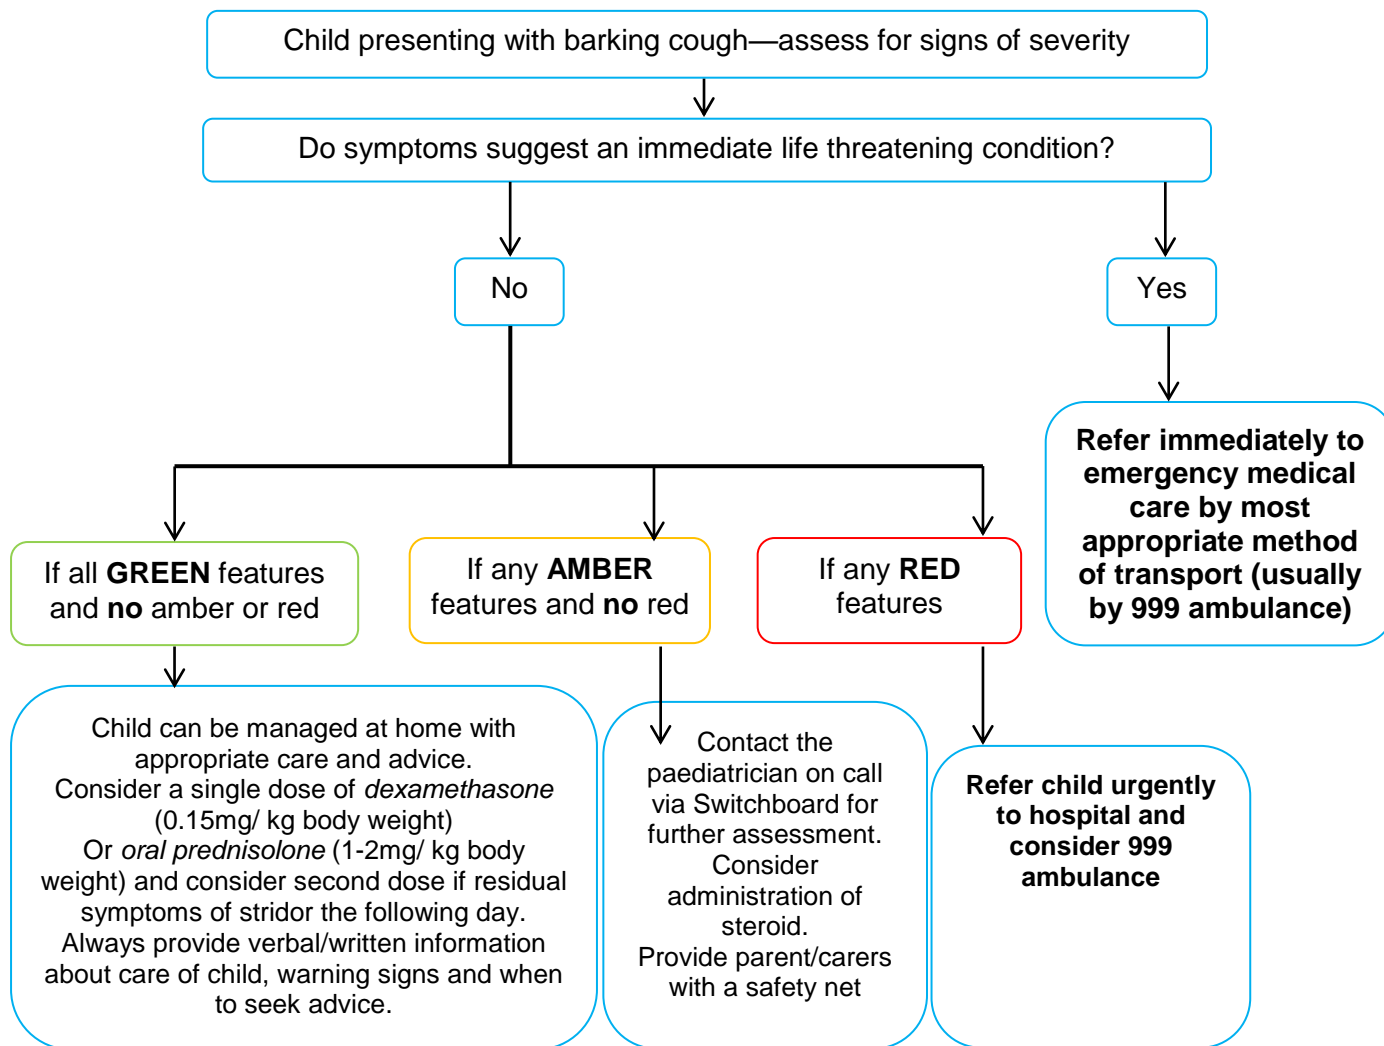 Child presenting with barking cough—assess for signs of severity
Do symptoms suggest an immediate life threatening condition?
No
Yes
Refer immediately to
emergency medical
care by most
appropriate method
of transport (usually
by 999 ambulance)
If all GREEN features
and no amber or red
If any AMBER
features and no red
If any RED
features
Child can be managed at home with
appropriate care and advice.
Consider a single dose of dexamethasone
(0.15mg/ kg body weight)
Or oral prednisolone (1-2mg/ kg body
weight) and consider second dose if residual
symptoms of stridor the following day.
Always provide verbal/written information
about care of child, warning signs and when
to seek advice.
Contact the
paediatrician on call
via Switchboard for
further assessment.
Consider
administration of
steroid.
Provide parent/carers
with a safety net
Refer child urgently
to hospital and
consider 999
ambulance